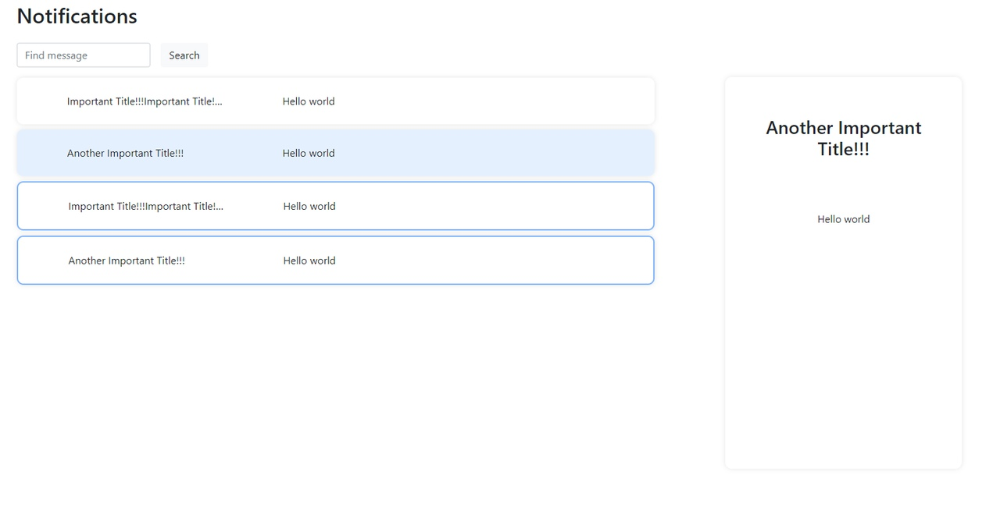 Notifications
Find message Search
Important Title!!!Important Title!... Hello world
Another Important Title!!! Hello world
Important Title!!!Important Title!... Hello world
Another Important Title!!! Hello world
Another Important
Title!!!
Hello world